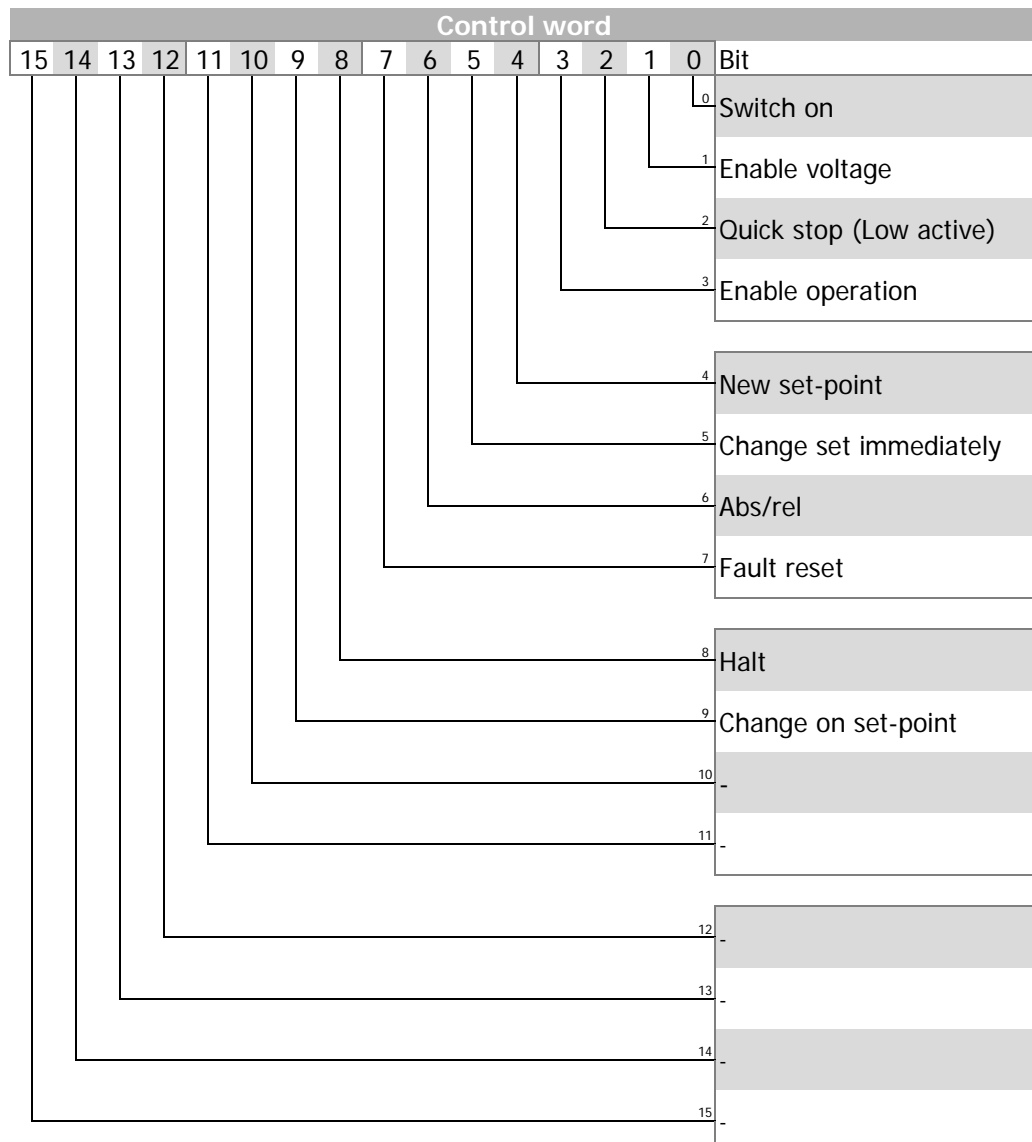 Control word
15 14 13 12 11 10 9 8 7 6 5 4 3 2 1 0 Bit
0 Switch on
1 Enable voltage
2 Quick stop (Low active)
3 Enable operation
4 New set-point
5 Change set immediately
6 Abs/rel
7 Fault reset
8 Halt
9 Change on set-point
10 -
11 -
12 -
13 -
14 -
15 -